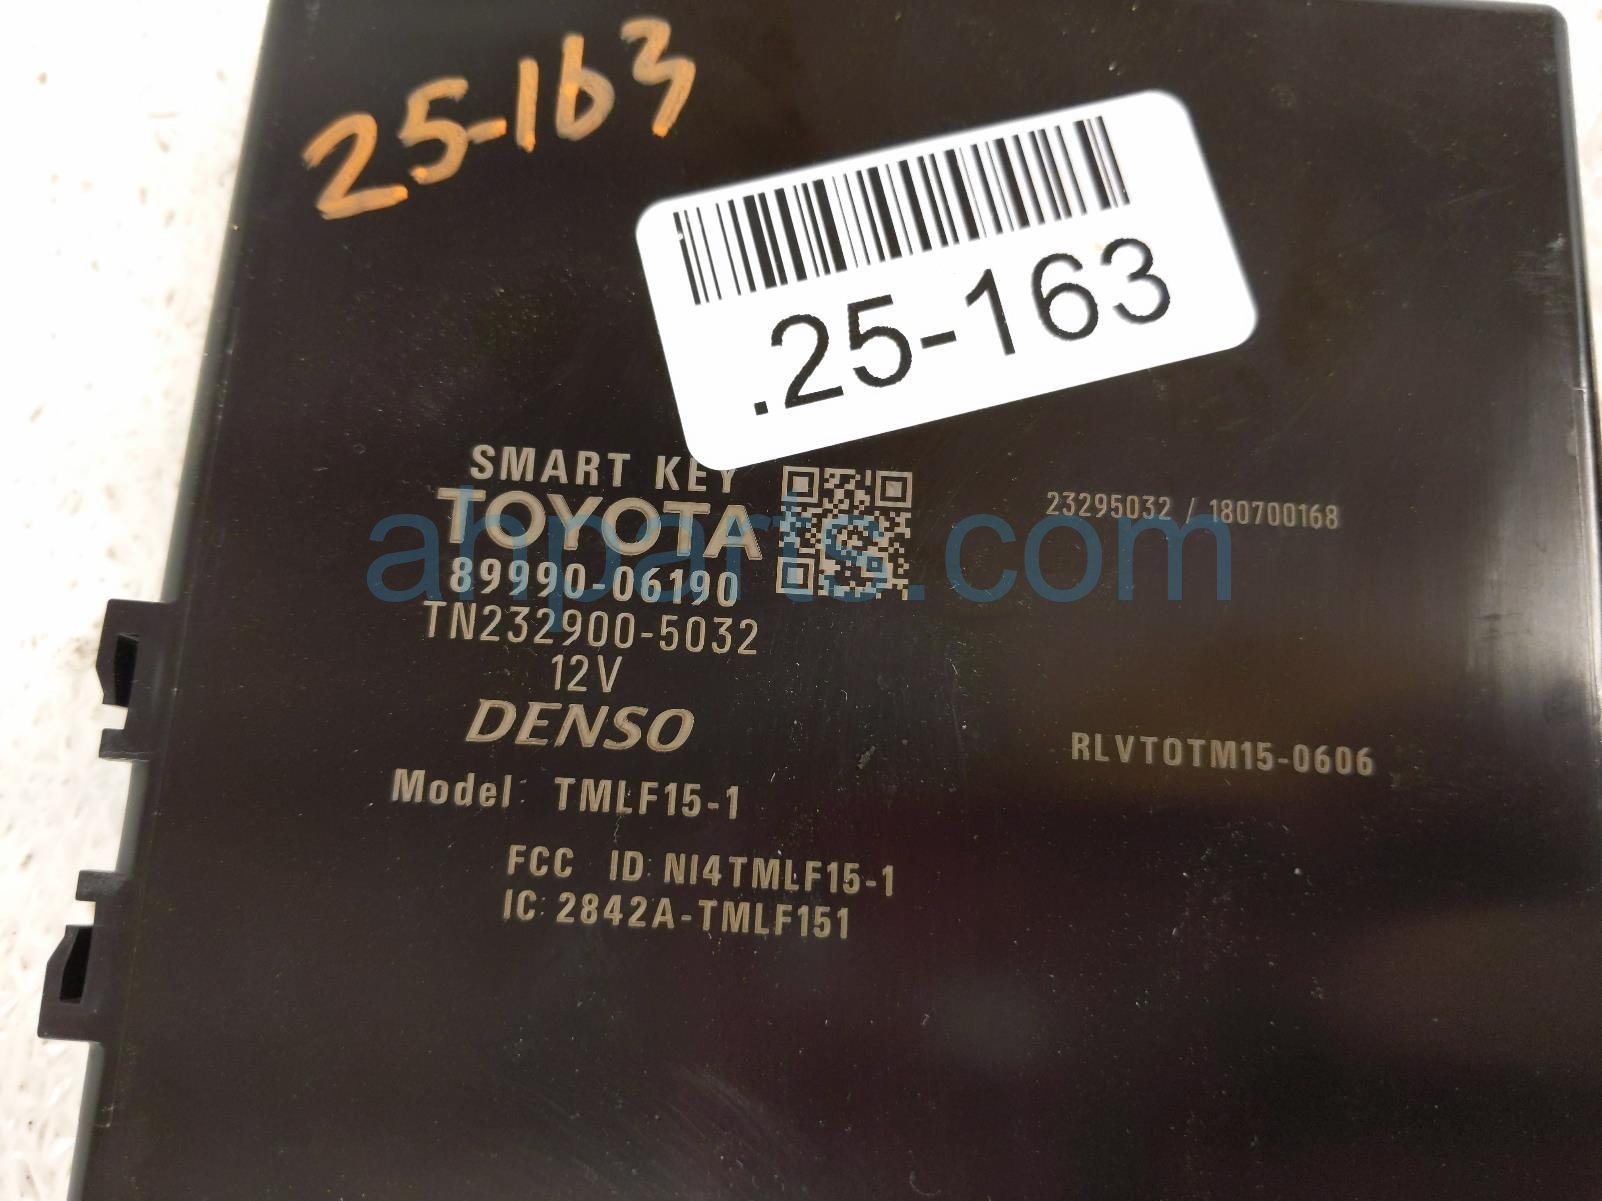 25-163
.25-163
SMART KEY
TOYOTA
89990-06190
TN232900-5032
12V
DENSO
Model: TMLF15-1
FCC ID: NI4TMLF15-1
IC: 2842A-TMLF151
23295032 / 180700168
RLVTOTM15-0606
ahparts.com